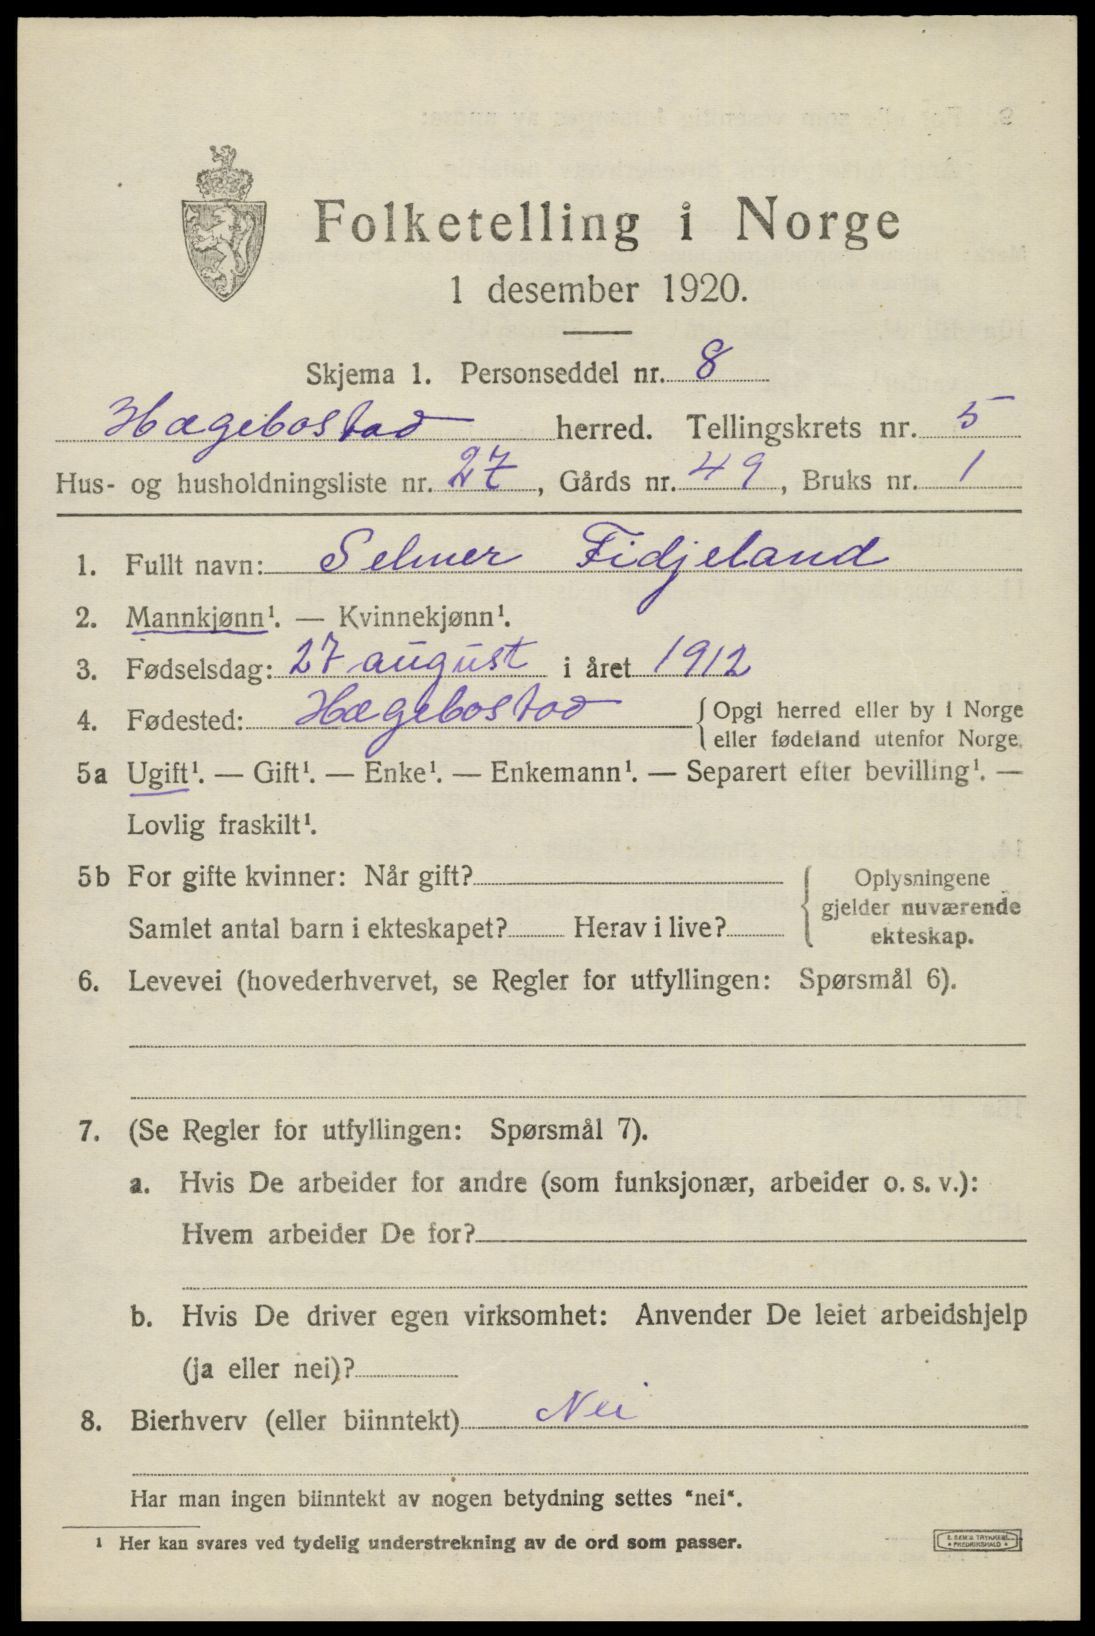 Folketelling i Norge
1 desember 1920.
Skjema 1. Personseddel nr. 8
Hægebostad herred. Tellingskrets nr. 5
Hus- og husholdningsliste nr. 27, Gårds nr. 49, Bruks nr. 1
1. Fullt navn: Selmer Fidjeland
2. Mannkjønn¹. — Kvinnekjønn¹.
3. Fødselsdag: 27 august i året 1912
4. Fødested: Hægebostad {Opgi herred eller by i Norge
eller fødeland utenfor Norge.
5a Ugift¹. — Gift¹. — Enke¹. — Enkemann¹. — Separert efter bevilling¹. —
Lovlig fraskilt¹.
5b For gifte kvinner: Når gift? { Oplysningene
gjelder nuværende
Samlet antal barn i ekteskapet? Herav i live? ekteskap.
6. Levevei (hovederhvervet, se Regler for utfyllingen: Spørsmål 6).
7. (Se Regler for utfyllingen: Spørsmål 7).
a. Hvis De arbeider for andre (som funksjonær, arbeider o. s. v.):
Hvem arbeider De for?
b. Hvis De driver egen virksomhet: Anvender De leiet arbeidshjelp
(ja eller nei)?
8. Bierhverv (eller biinntekt) Nei
Har man ingen biinntekt av nogen betydning settes "nei".
¹ Her kan svares ved tydelig understrekning av de ord som passer.